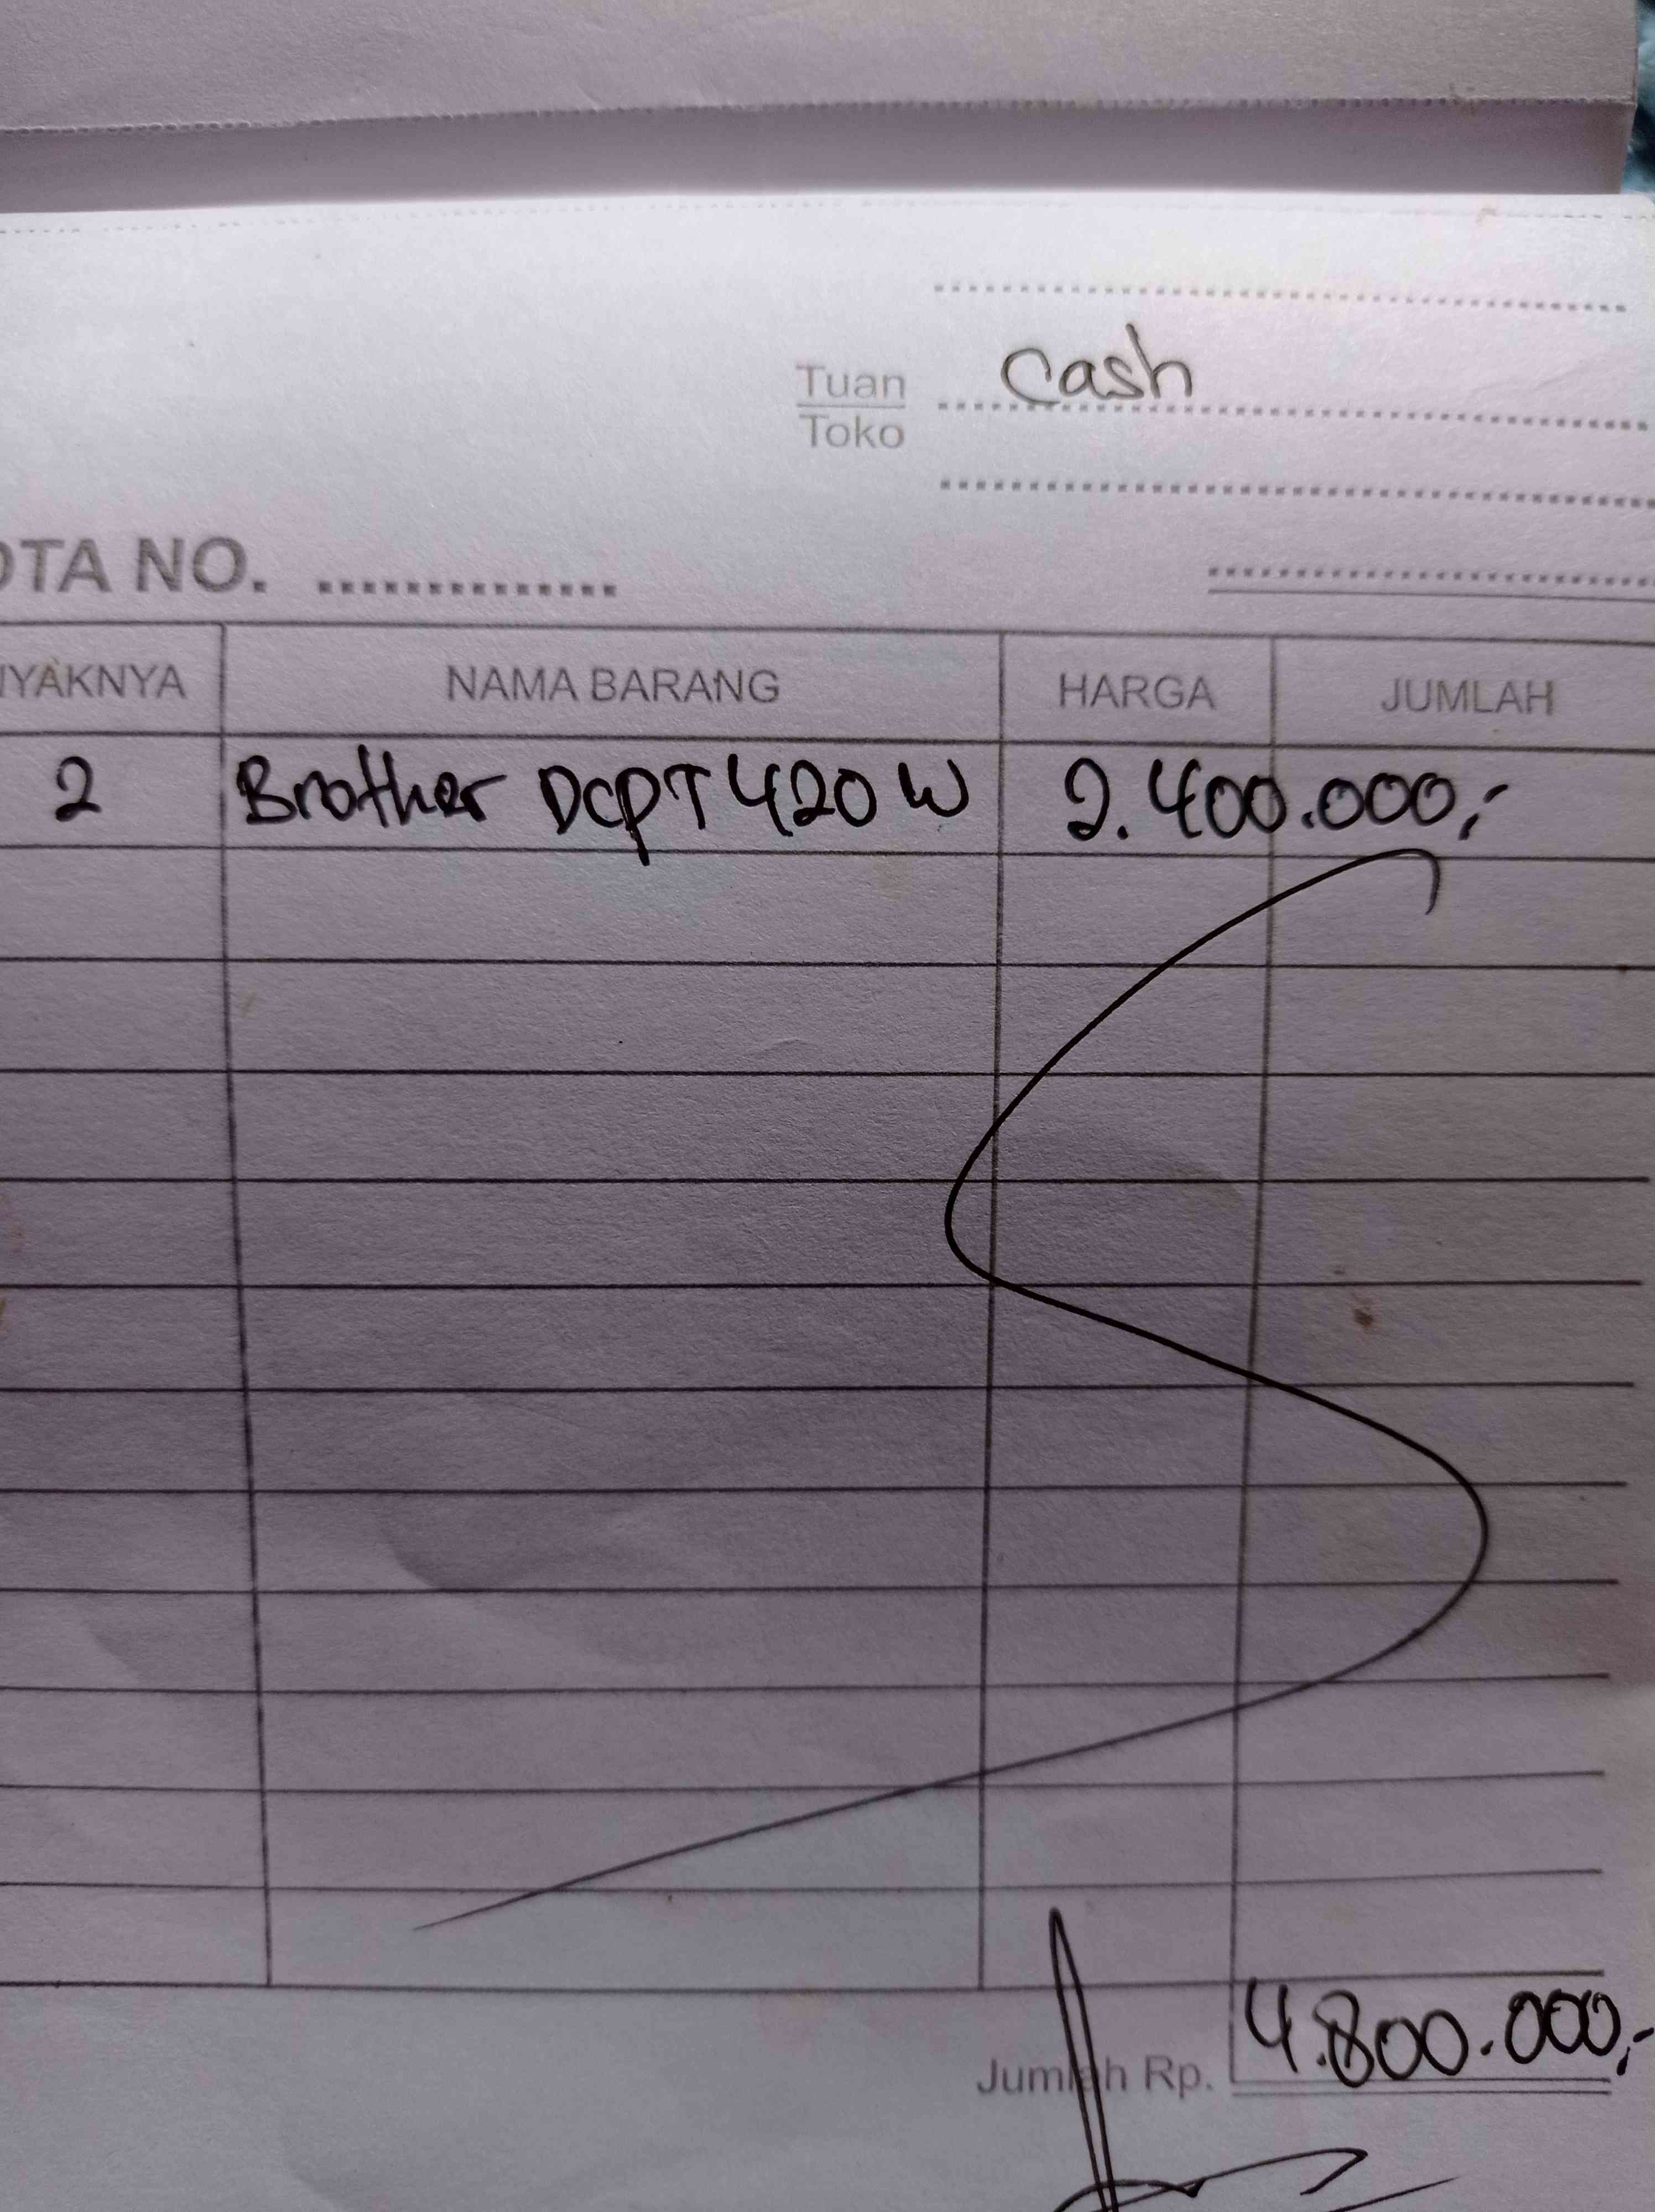 Cash
Tuan
Toko
OTA NO. ..............
NYAKNYA NAMA BARANG HARGA JUMLAH
2 Brother DCPT420W 2.400.000,-
Jumlah Rp. 4.800.000,-